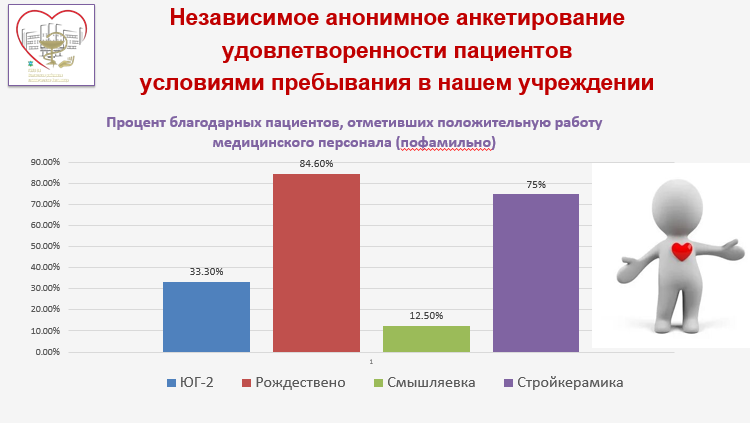 Независимое анонимное анкетирование
удовлетворенности пациентов
условиями пребывания в нашем учреждении
Процент благодарных пациентов, отметивших положительную работу
медицинского персонала (пофамильно)
90.00%
80.00%
70.00%
60.00%
50.00%
40.00%
30.00%
20.00%
10.00%
0.00%
33.30%
84.60%
12.50%
75%
1
ЮГ-2
Рождествено
Смышляевка
Стройкерамика